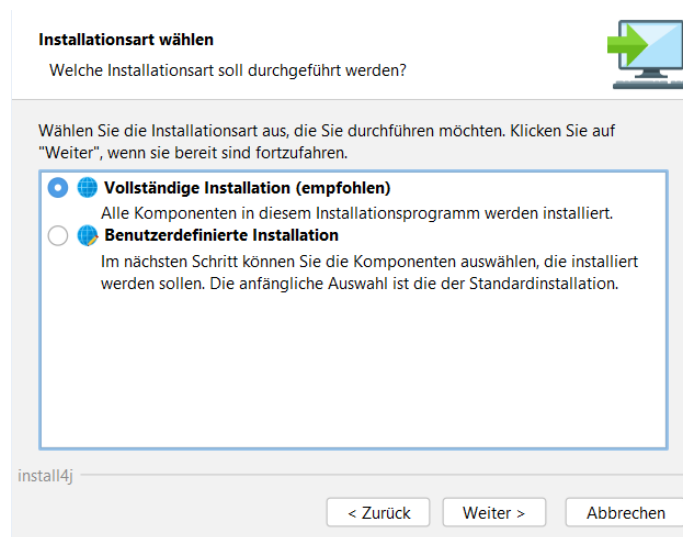 Installationsart wählen
Welche Installationsart soll durchgeführt werden?
Wählen Sie die Installationsart aus, die Sie durchführen möchten. Klicken Sie auf
"Weiter", wenn sie bereit sind fortzufahren.
Vollständige Installation (empfohlen)
Alle Komponenten in diesem Installationsprogramm werden installiert.
Benutzerdefinierte Installation
Im nächsten Schritt können Sie die Komponenten auswählen, die installiert
werden sollen. Die anfängliche Auswahl ist die der Standardinstallation.
install4j
< Zurück Weiter > Abbrechen